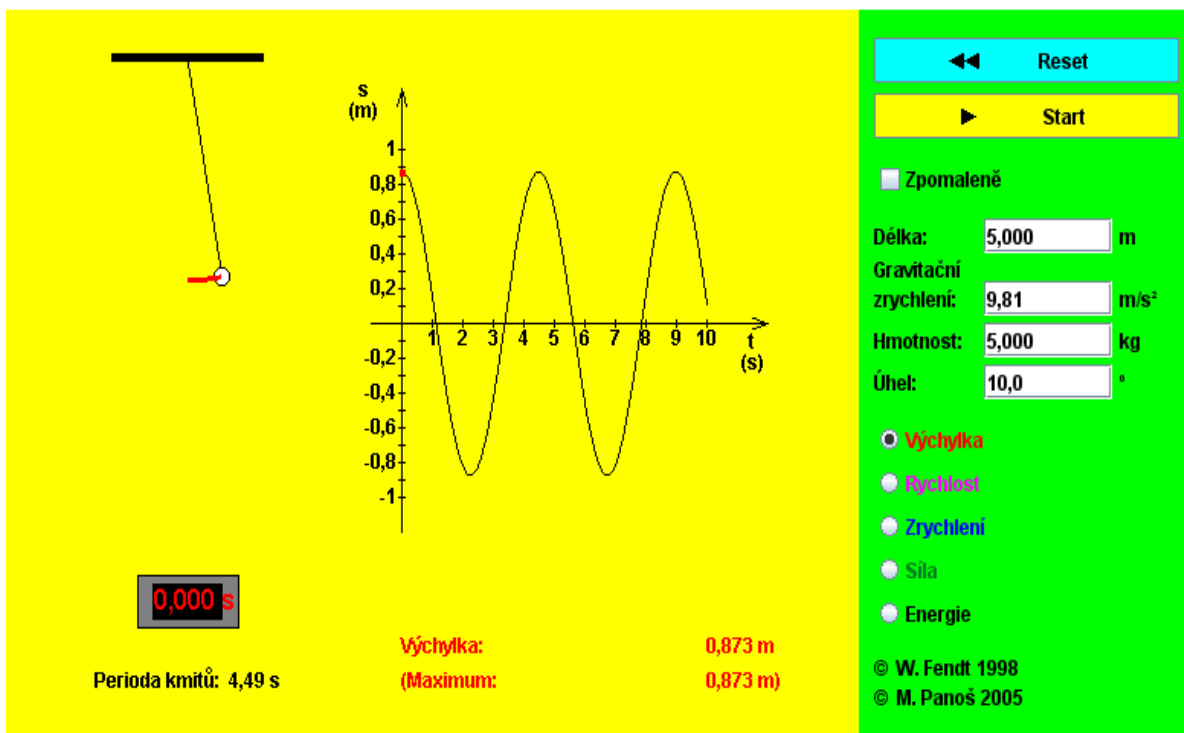 s
(m)
1
0,8
0,6
0,4
0,2
1 2 3 4 5 6 7 8 9 10
t
(s)
-0,2
-0,4
-0,6
-0,8
-1
0,000 s
Perioda kmitů: 4,49 s
Výchylka: 0,873 m
(Maximum: 0,873 m)
Reset
Start
Zpomaleně
Délka: 5,000 m
Gravitační
zrychlení: 9,81 m/s²
Hmotnost: 5,000 kg
Úhel: 10,0 °
Výchylka
Rychlost
Zrychlení
Síla
Energie
© W. Fendt 1998
© M. Panoš 2005